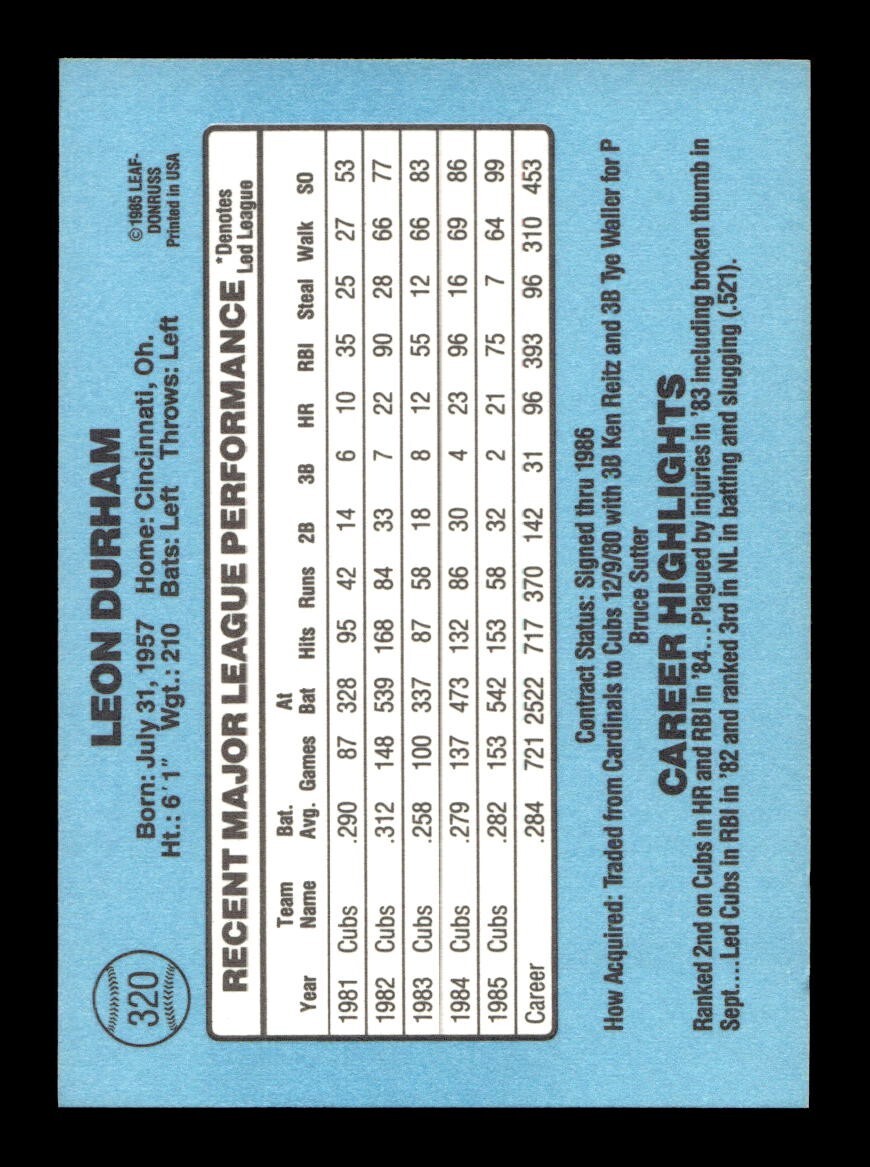 320
LEON DURHAM
© 1985 LEAF-
DONRUSS
Printed in USA
Born: July 31, 1957 Home: Cincinnati, Oh.
Ht.: 6'1" Wgt.: 210 Bats: Left Throws: Left
RECENT MAJOR LEAGUE PERFORMANCE *Denotes
Led League
Year Team Name Bat. Avg. Games At Bat Hits Runs 2B 3B HR RBI Steal Walk SO
1981 Cubs .290 87 328 95 42 14 6 10 35 25 27 53
1982 Cubs .312 148 539 168 84 33 7 22 90 28 66 77
1983 Cubs .258 100 337 87 58 18 8 12 55 12 66 83
1984 Cubs .279 137 473 132 86 30 4 23 96 16 69 86
1985 Cubs .282 153 542 153 58 32 2 21 75 7 64 99
Career .284 721 2522 717 370 142 31 96 393 96 310 453
Contract Status: Signed thru 1986
How Acquired: Traded from Cardinals to Cubs 12/9/80 with 3B Ken Reitz and 3B Tye Waller for P
Bruce Sutter
CAREER HIGHLIGHTS
Ranked 2nd on Cubs in HR and RBI in '84...Plagued by injuries in '83 including broken thumb in
Sept....Led Cubs in RBI in '82 and ranked 3rd in NL in batting and slugging (.521).